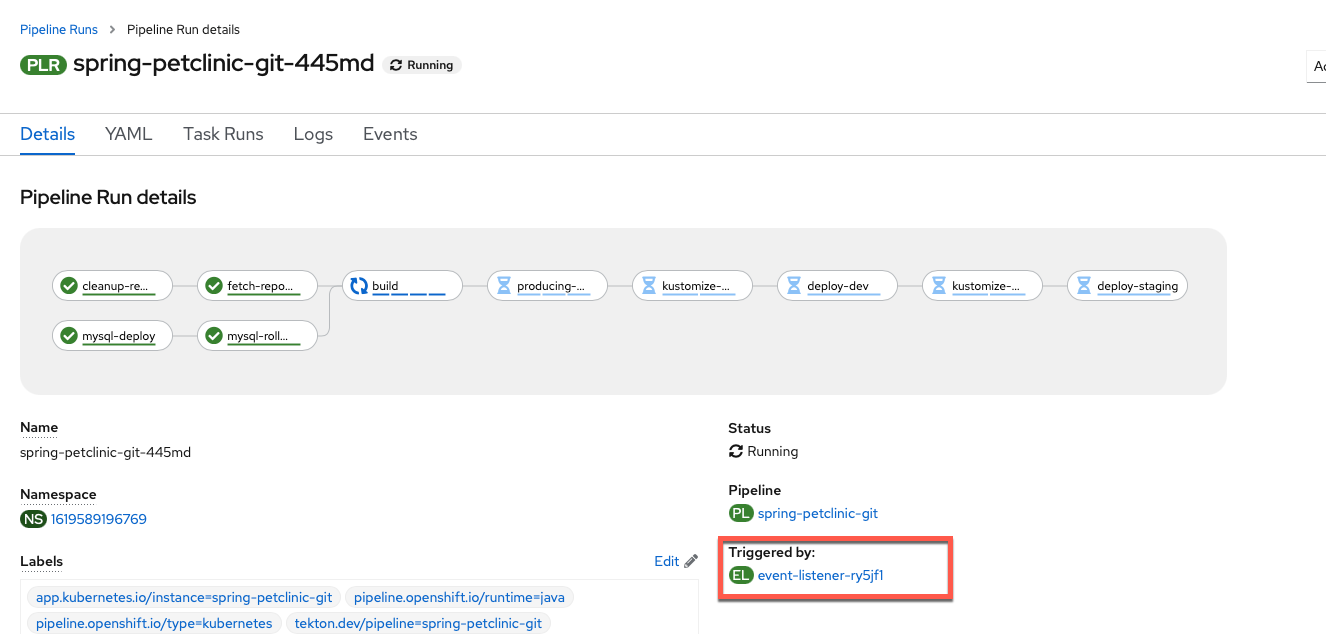 Pipeline Runs > Pipeline Run details
PLR spring-petclinic-git-445md Running
Ac
Details YAML Task Runs Logs Events
Pipeline Run details
cleanup-re... fetch-repo... build producing-... kustomize-... deploy-dev kustomize-... deploy-staging
mysql-deploy mysql-roll...
Name
spring-petclinic-git-445md
Namespace
NS 1619589196769
Labels Edit
app.kubernetes.io/instance=spring-petclinic-git pipeline.openshift.io/runtime=java
pipeline.openshift.io/type=kubernetes tekton.dev/pipeline=spring-petclinic-git
Status
Running
Pipeline
PL spring-petclinic-git
Triggered by:
EL event-listener-ry5jf1